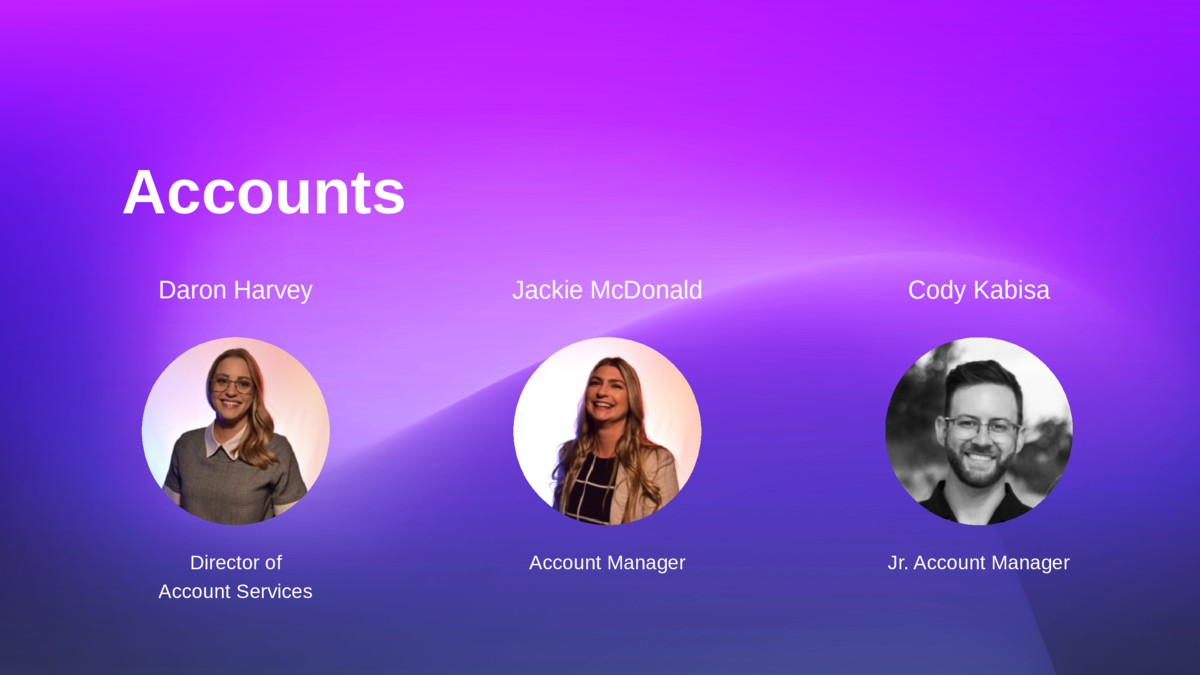 Accounts
Daron Harvey
Jackie McDonald
Cody Kabisa
Director of
Account Services
Account Manager
Jr. Account Manager